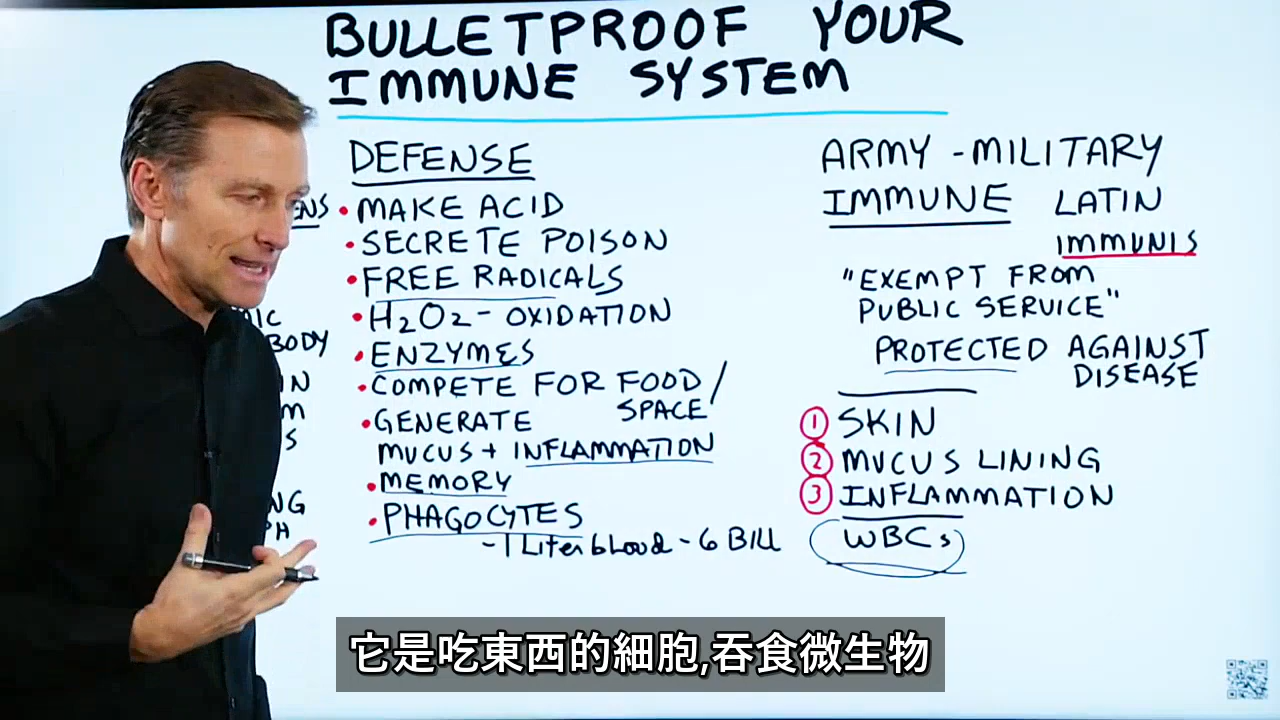 BULLETPROOF YOUR
IMMUNE SYSTEM
DEFENSE
• MAKE ACID
• SECRETE POISON
• FREE RADICALS
• H2O2 - OXIDATION
• ENZYMES
• COMPETE FOR FOOD /
SPACE
• GENERATE
MUCUS + INFLAMMATION
• MEMORY
• PHAGOCYTES
- 1 Liter blood - 6 BILL
BODY
ARMY - MILITARY
IMMUNE LATIN
IMMUNIS
"EXEMPT FROM
PUBLIC SERVICE"
PROTECTED AGAINST
DISEASE
① SKIN
② MUCUS LINING
③ INFLAMMATION
WBCs
它是吃東西的細胞,吞食微生物